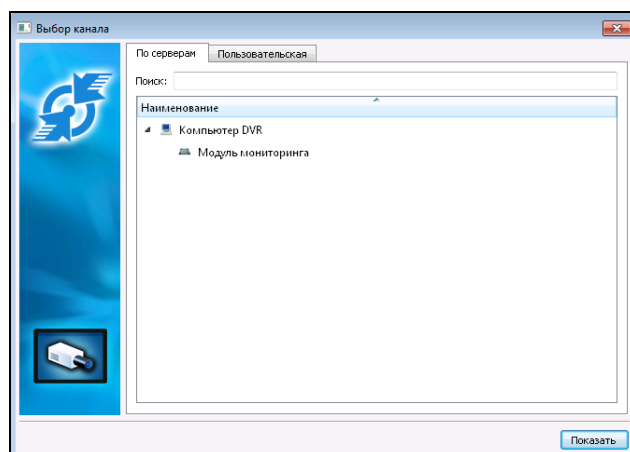 Выбор канала
По серверам Пользовательская
Поиск:
Наименование
Компьютер DVR
Модуль мониторинга
Показать